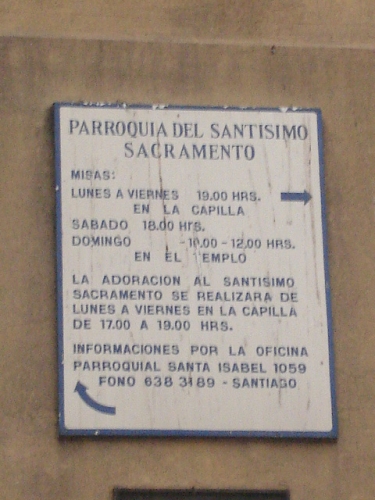 PARROQUIA DEL SANTISIMO
SACRAMENTO
MISAS:
LUNES A VIERNES 19.00 HRS.
EN LA CAPILLA
SABADO 18.00 HRS.
DOMINGO - 10.00 - 12.00 HRS.
EN EL TEMPLO
LA ADORACION AL SANTISIMO
SACRAMENTO SE REALIZARA DE
LUNES A VIERNES EN LA CAPILLA
DE 17.00 A 19.00 HRS.
INFORMACIONES POR LA OFICINA
PARROQUIAL SANTA ISABEL 1059
FONO 638 3189 - SANTIAGO